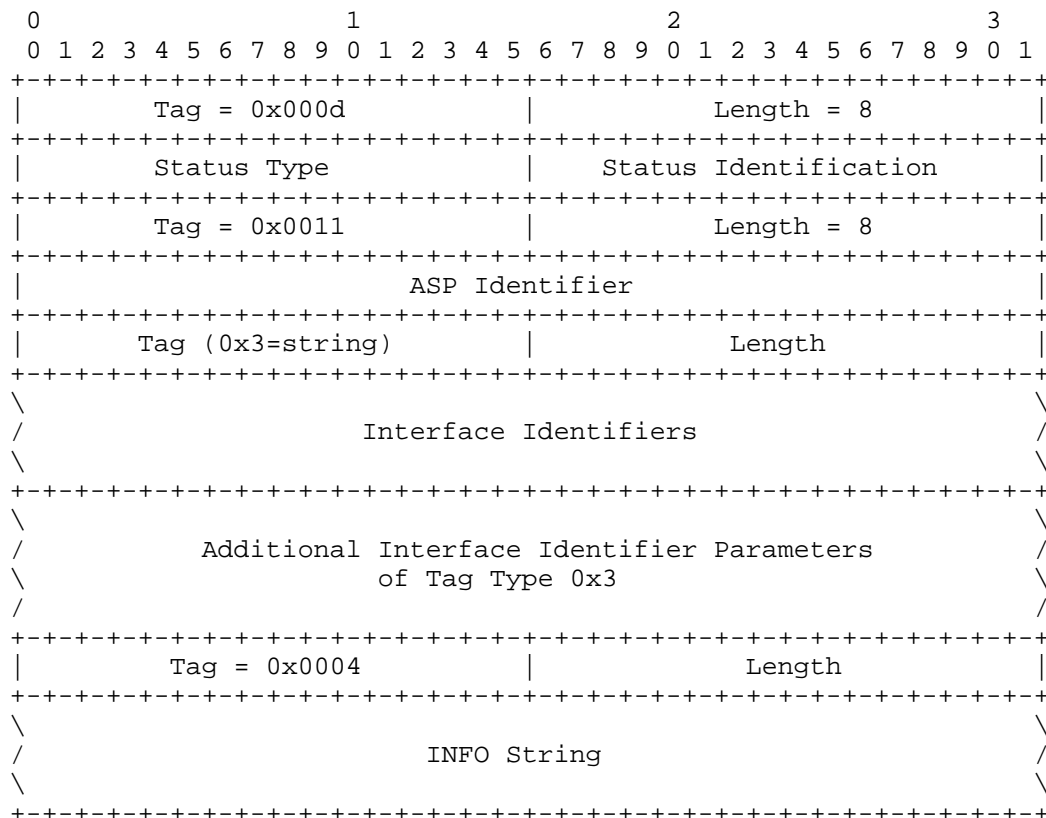 0                   1                   2                   3
 0 1 2 3 4 5 6 7 8 9 0 1 2 3 4 5 6 7 8 9 0 1 2 3 4 5 6 7 8 9 0 1
+-+-+-+-+-+-+-+-+-+-+-+-+-+-+-+-+-+-+-+-+-+-+-+-+-+-+-+-+-+-+-+-+
|        Tag = 0x000d           |           Length = 8          |
+-+-+-+-+-+-+-+-+-+-+-+-+-+-+-+-+-+-+-+-+-+-+-+-+-+-+-+-+-+-+-+-+
|        Status Type            |    Status Identification      |
+-+-+-+-+-+-+-+-+-+-+-+-+-+-+-+-+-+-+-+-+-+-+-+-+-+-+-+-+-+-+-+-+
|        Tag = 0x0011           |           Length = 8          |
+-+-+-+-+-+-+-+-+-+-+-+-+-+-+-+-+-+-+-+-+-+-+-+-+-+-+-+-+-+-+-+-+
|                        ASP Identifier                         |
+-+-+-+-+-+-+-+-+-+-+-+-+-+-+-+-+-+-+-+-+-+-+-+-+-+-+-+-+-+-+-+-+
|       Tag (0x3=string)        |            Length             |
+-+-+-+-+-+-+-+-+-+-+-+-+-+-+-+-+-+-+-+-+-+-+-+-+-+-+-+-+-+-+-+-+
\                                                               \
/                     Interface Identifiers                     /
\                                                               \
+-+-+-+-+-+-+-+-+-+-+-+-+-+-+-+-+-+-+-+-+-+-+-+-+-+-+-+-+-+-+-+-+
\                                                               \
/           Additional Interface Identifier Parameters          /
\                      of Tag Type 0x3                          \
/                                                               /
+-+-+-+-+-+-+-+-+-+-+-+-+-+-+-+-+-+-+-+-+-+-+-+-+-+-+-+-+-+-+-+-+
|         Tag = 0x0004          |             Length            |
+-+-+-+-+-+-+-+-+-+-+-+-+-+-+-+-+-+-+-+-+-+-+-+-+-+-+-+-+-+-+-+-+
\                                                               \
/                         INFO String                           /
\                                                               \
+-+-+-+-+-+-+-+-+-+-+-+-+-+-+-+-+-+-+-+-+-+-+-+-+-+-+-+-+-+-+-+-+